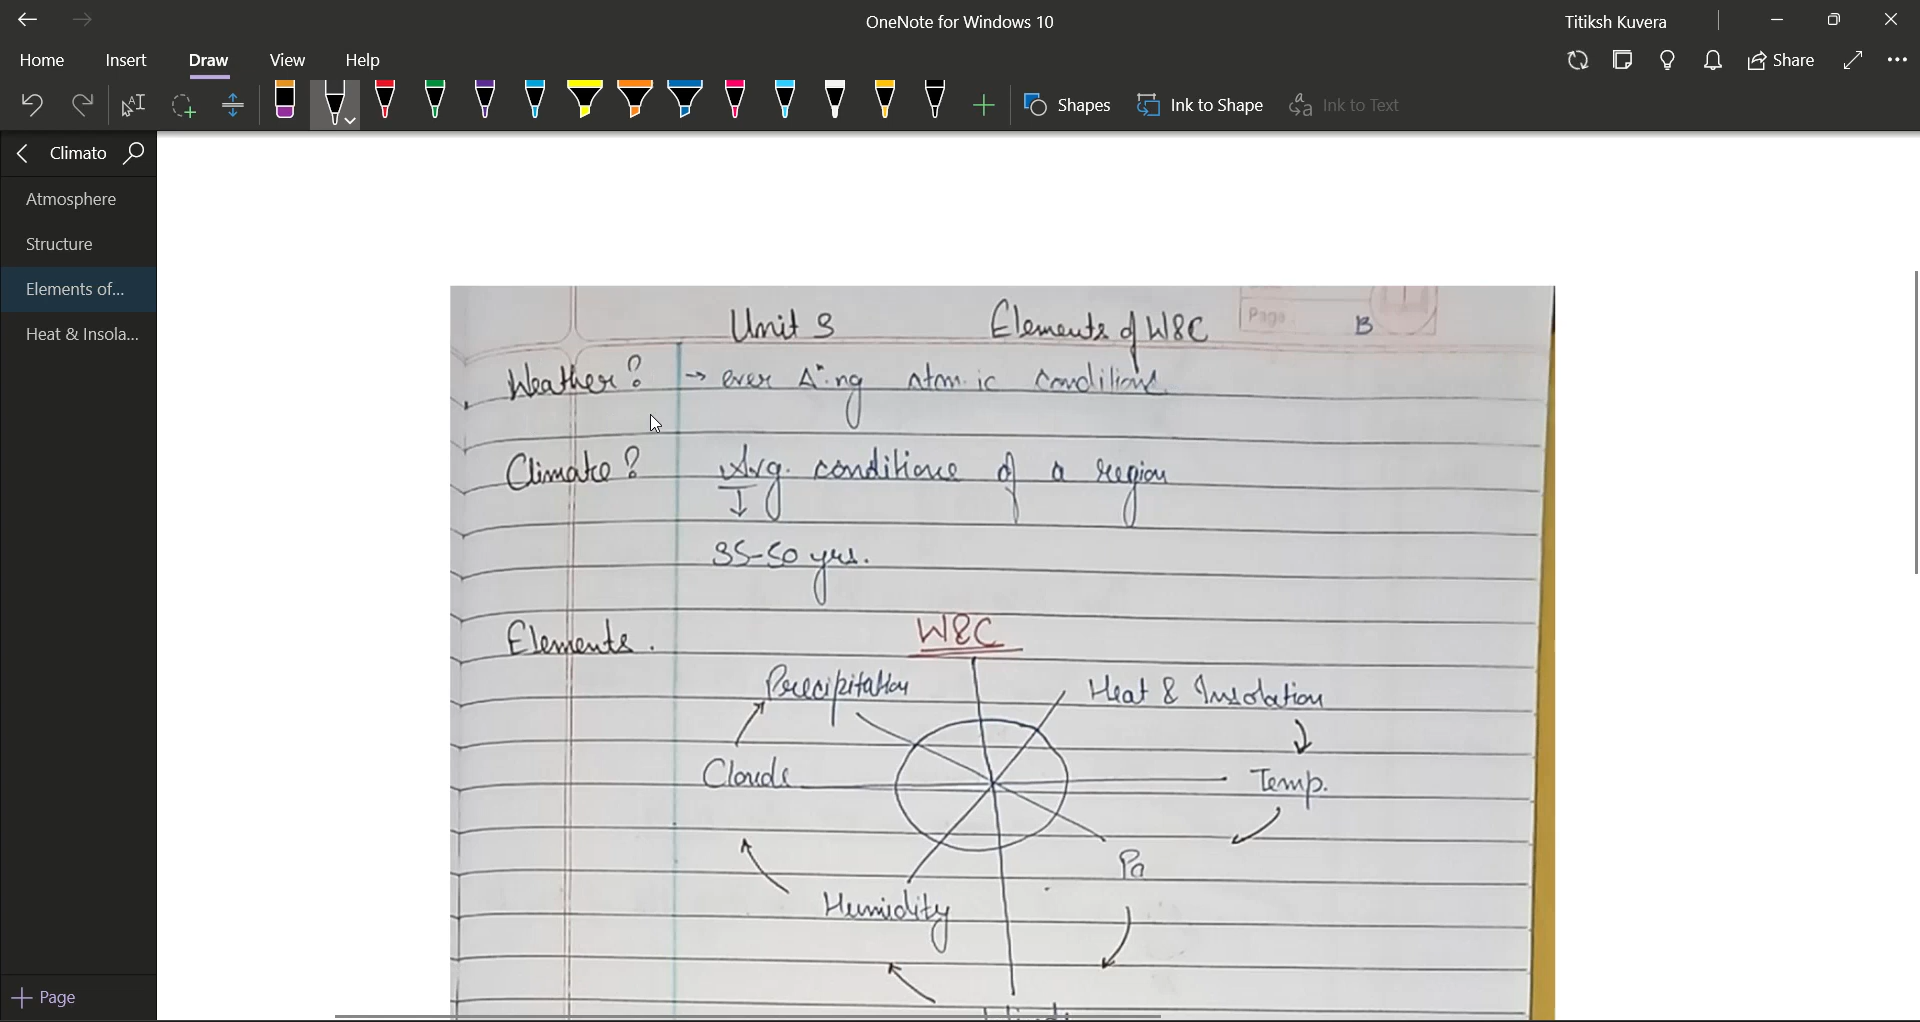 OneNote for Windows 10
Titiksh Kuvera
Home Insert Draw View Help
Share
Shapes Ink to Shape Ink to Text
Climato
Atmosphere
Structure
Elements of...
Heat & Insola...
Page
Unit 3 Elements of W&C Page. B
Weather? → ever Δⁿ.ng atm.ic conditions
Climate? Avg. conditions of a region
35-50 yrs.
Elements. W&C
Precipitation Heat & Insolation
Clouds Temp.
Pa
Humidity